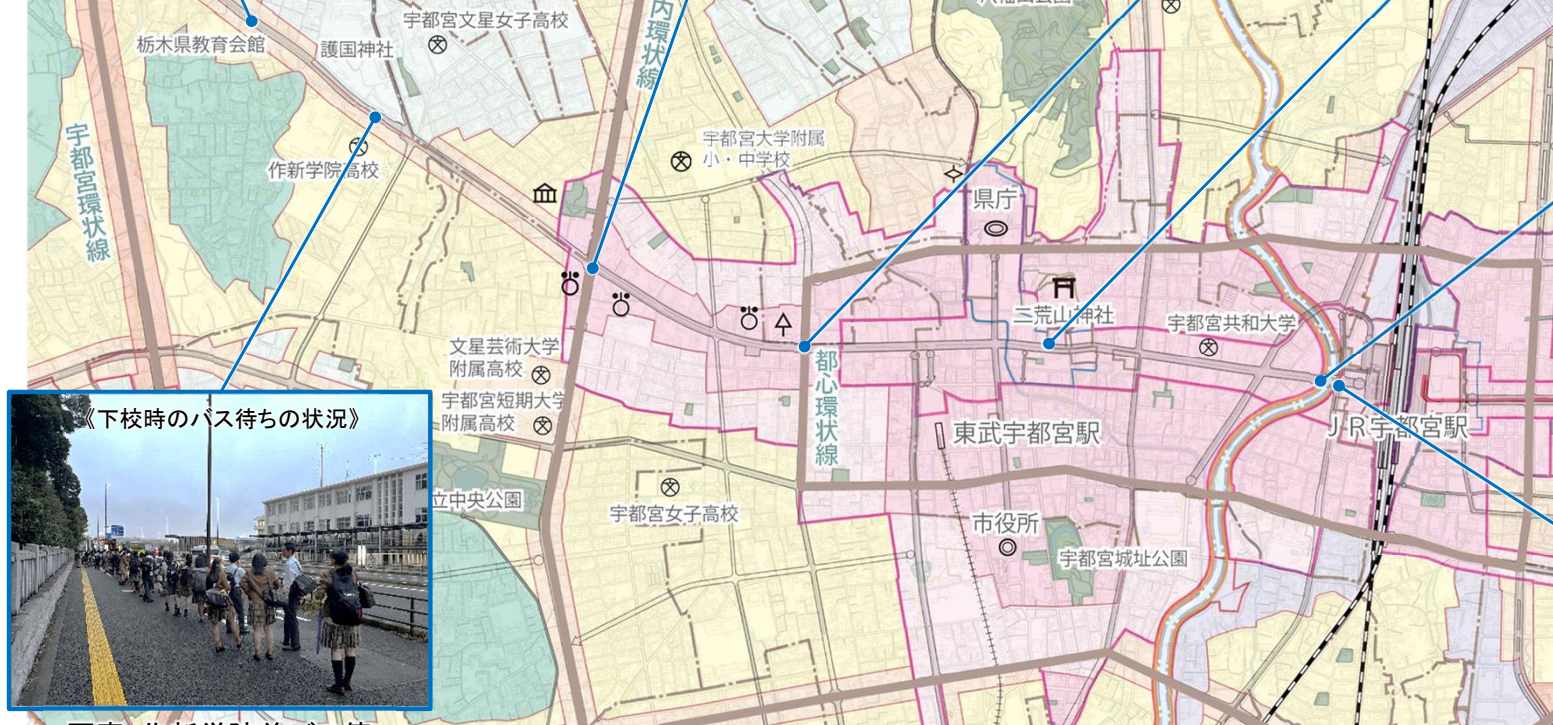 宇都宮文星女子高校
栃木県教育会館
護国神社
内環状線
宇都宮環状線
作新学院高校
宇都宮大学附属
小・中学校
県庁
二荒山神社
宇都宮共和大学
文星芸術大学
附属高校
宇都宮短期大学
附属高校
都心環状線
東武宇都宮駅
JR宇都宮駅
《下校時のバス待ちの状況》
立中央公園
宇都宮女子高校
市役所
宇都宮城址公園